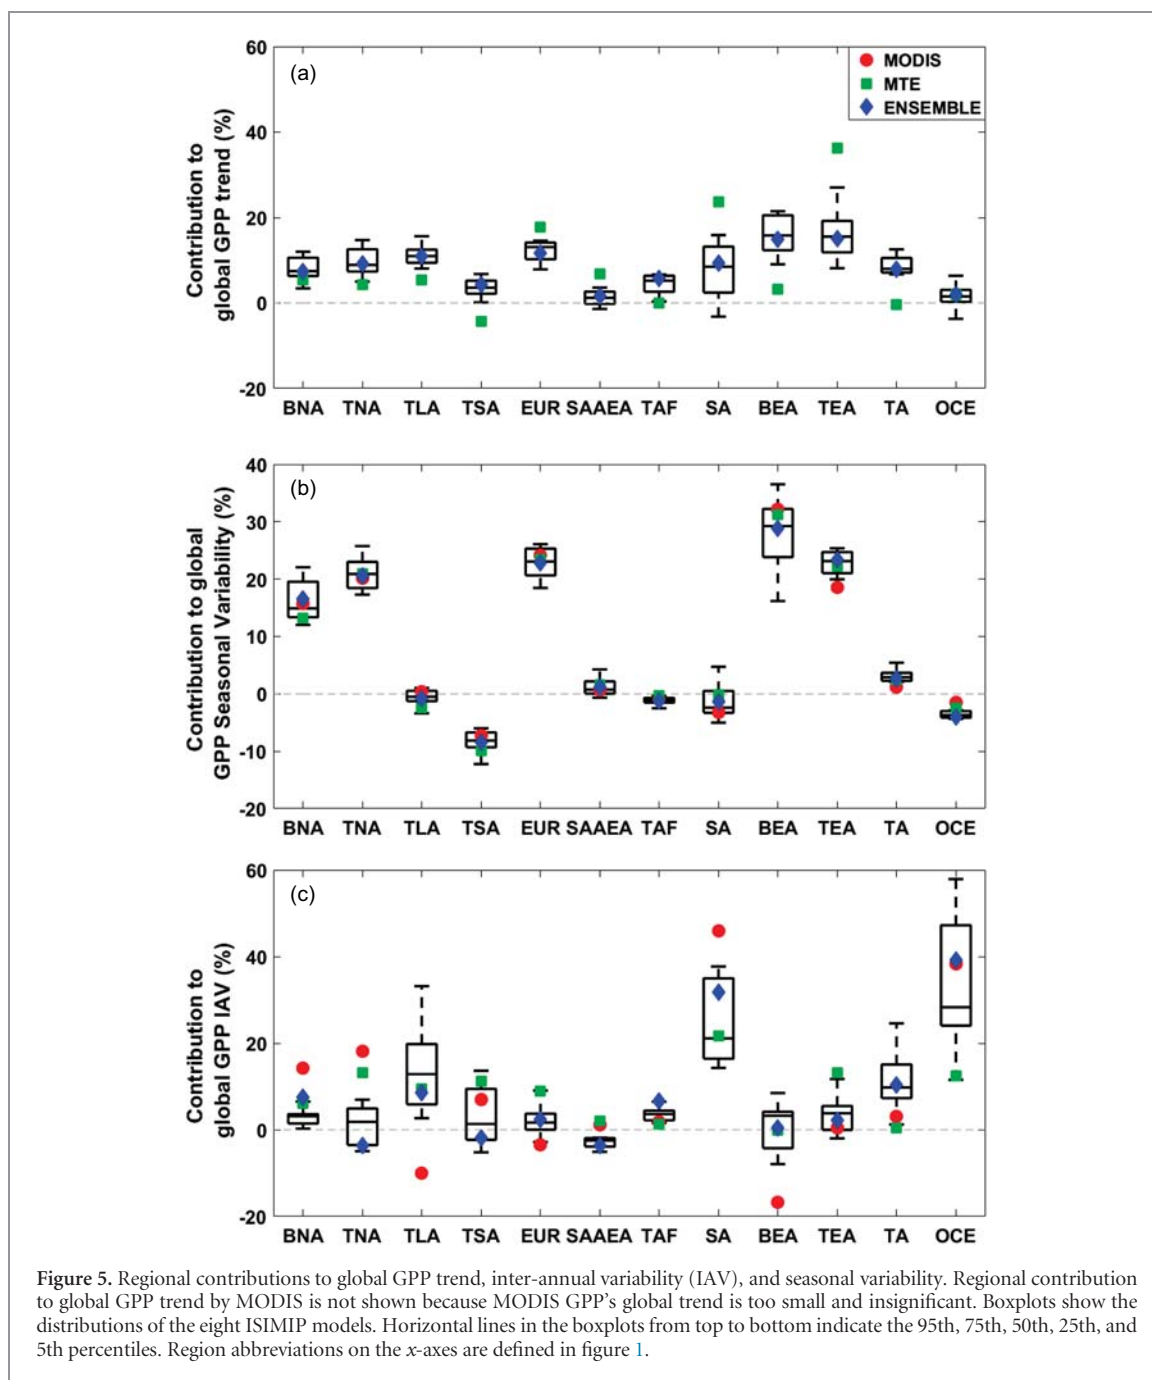 (a)
MODIS
MTE
ENSEMBLE
Contribution to
global GPP trend (%)
60
40
20
0
-20
BNA TNA TLA TSA EUR SAAEA TAF SA BEA TEA TA OCE
(b)
Contribution to global
GPP Seasonal Variability (%)
40
30
20
10
0
-10
-20
BNA TNA TLA TSA EUR SAAEA TAF SA BEA TEA TA OCE
(c)
Contribution to
global GPP IAV (%)
60
40
20
0
-20
BNA TNA TLA TSA EUR SAAEA TAF SA BEA TEA TA OCE
Figure 5. Regional contributions to global GPP trend, inter-annual variability (IAV), and seasonal variability. Regional contribution
to global GPP trend by MODIS is not shown because MODIS GPP's global trend is too small and insignificant. Boxplots show the
distributions of the eight ISIMIP models. Horizontal lines in the boxplots from top to bottom indicate the 95th, 75th, 50th, 25th, and
5th percentiles. Region abbreviations on the x-axes are defined in figure 1.